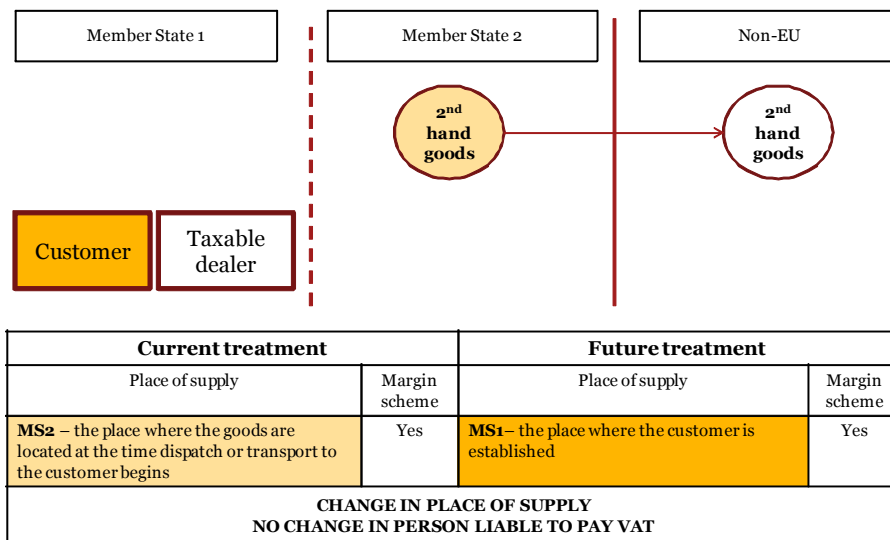 Member State 1
Member State 2
Non-EU
2nd
hand
goods
2nd
hand
goods
Customer
Taxable
dealer
Current treatment
Future treatment
Place of supply
Margin
scheme
Place of supply
Margin
scheme
MS2 – the place where the goods are
located at the time dispatch or transport to
the customer begins
Yes
MS1– the place where the customer is
established
Yes
CHANGE IN PLACE OF SUPPLY
NO CHANGE IN PERSON LIABLE TO PAY VAT